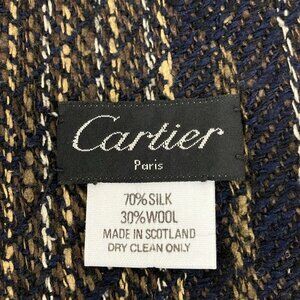 Cartier
Paris
70% SILK
30% WOOL
MADE IN SCOTLAND
DRY CLEAN ONLY